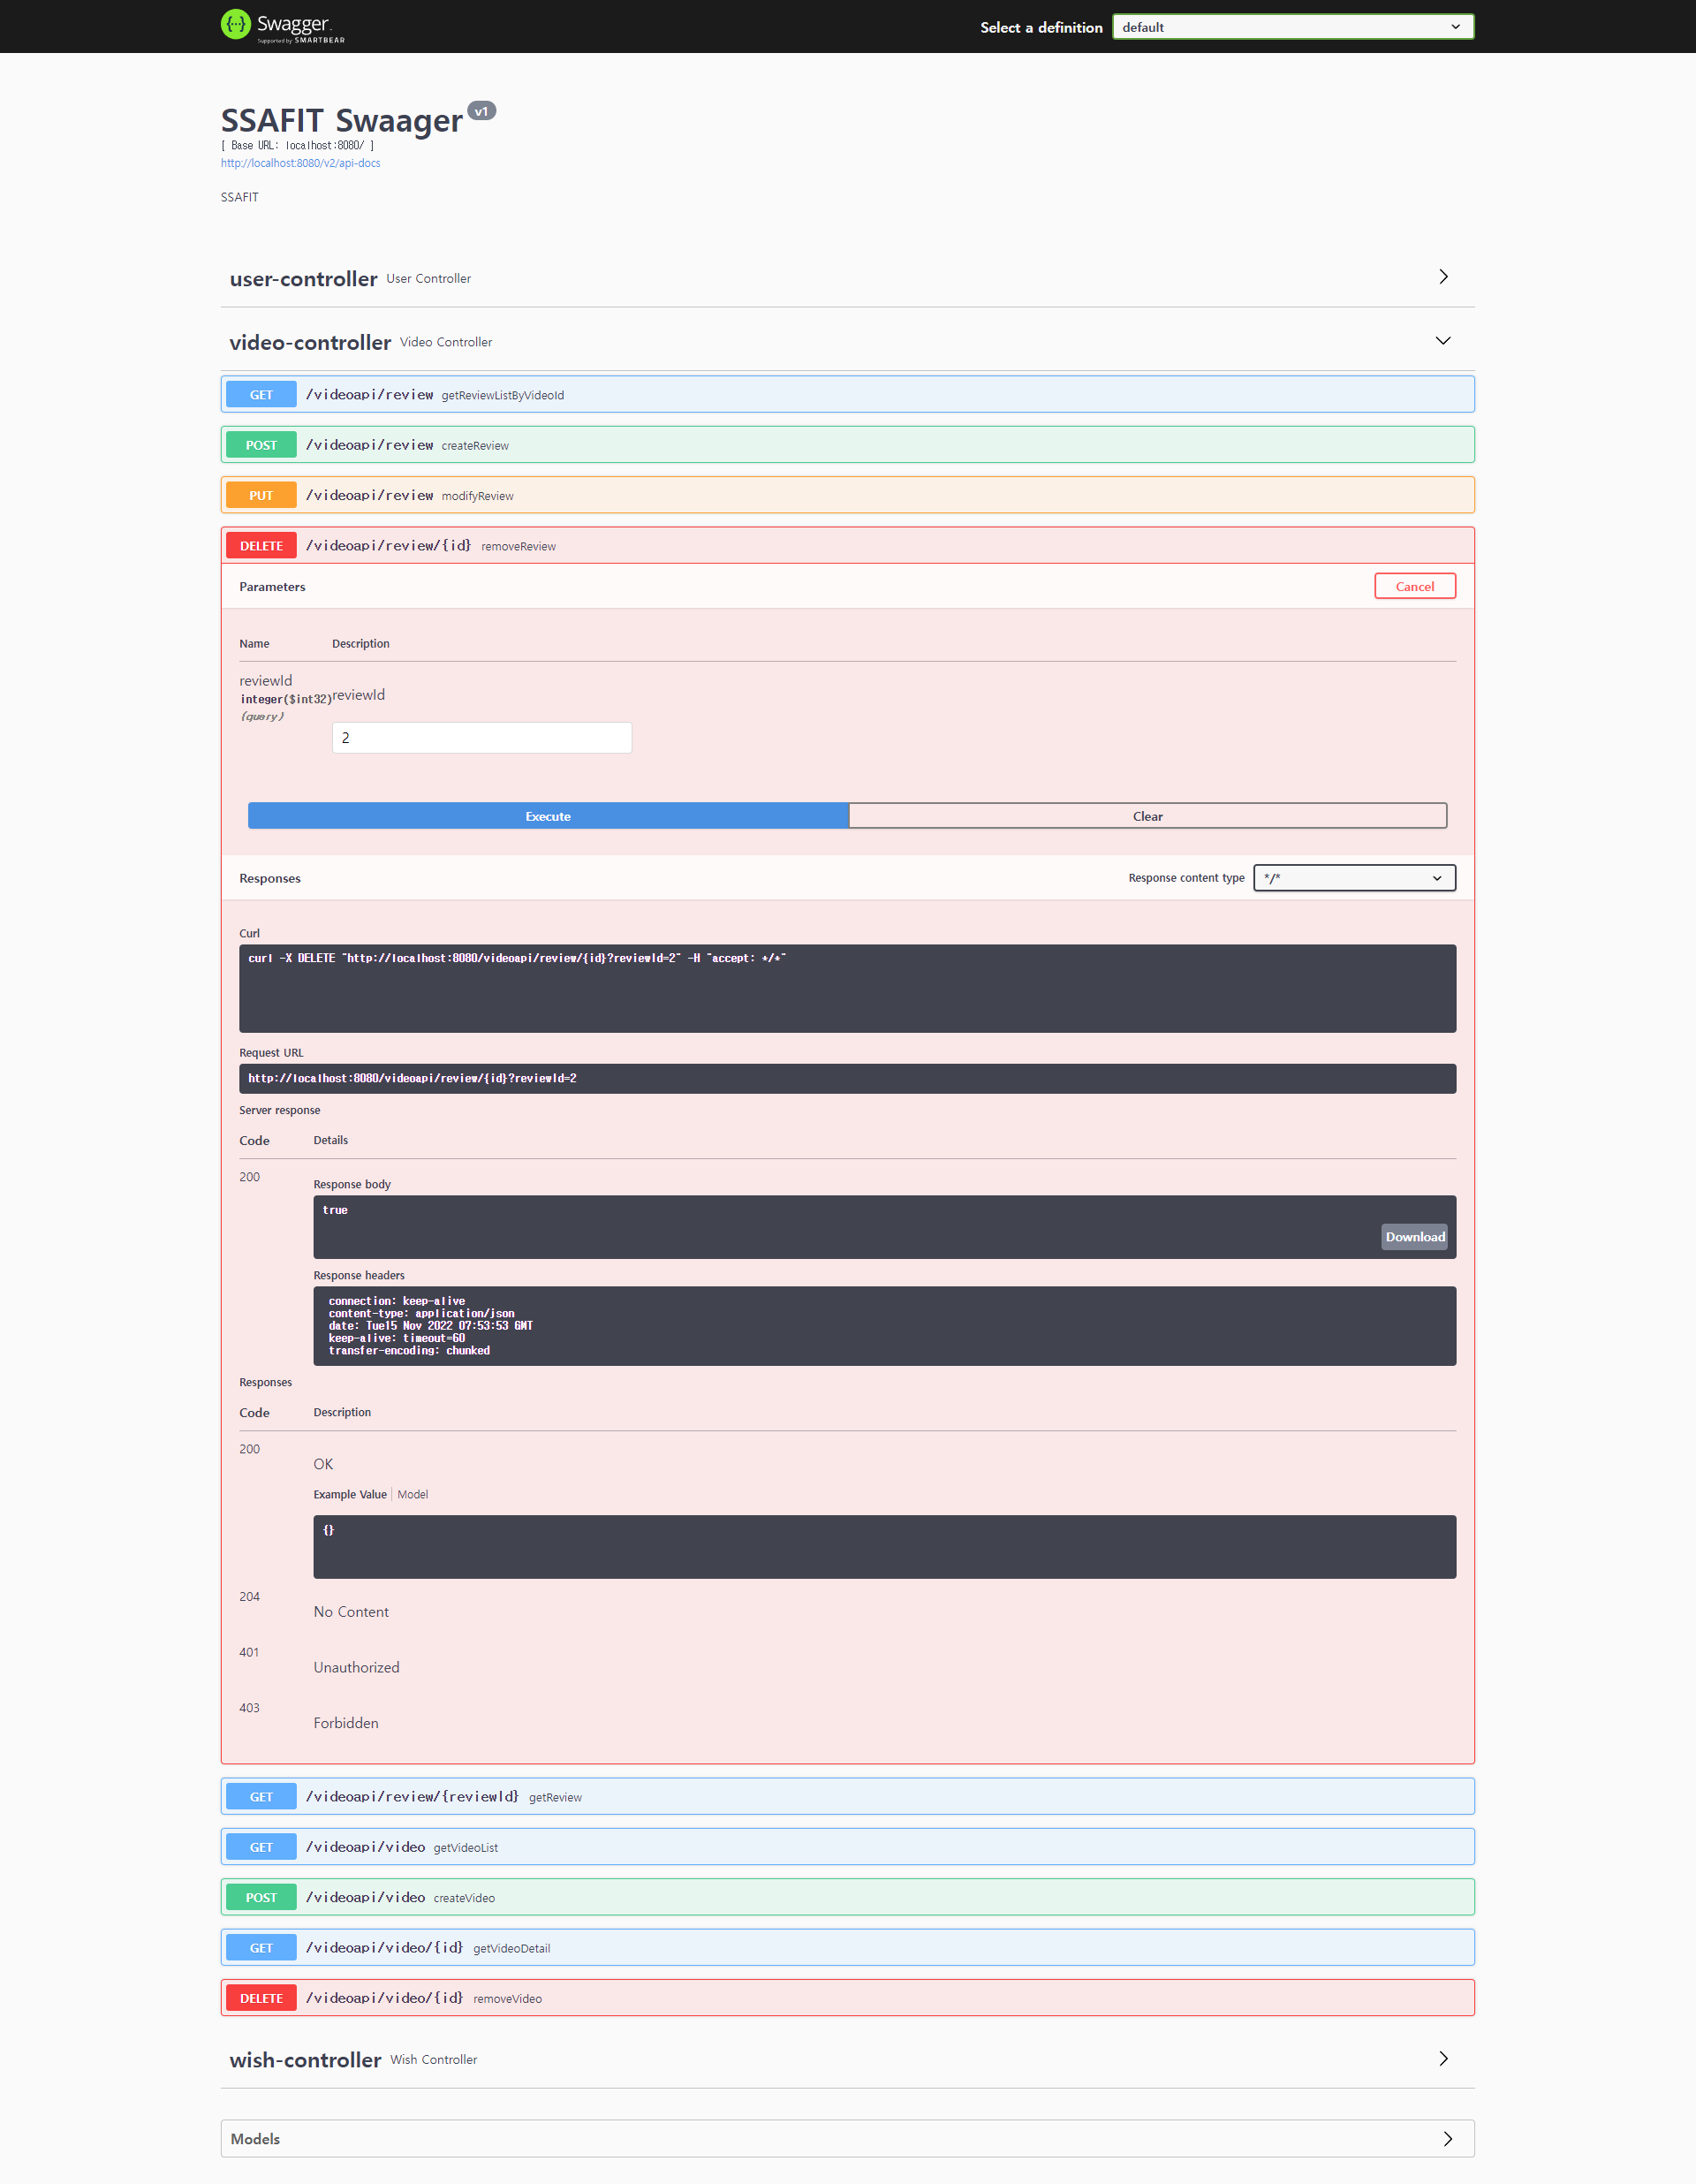 Swagger.
Supported by SMARTBEAR
Select a definition
default
SSAFIT Swaager v1
[ Base URL: localhost:8080/ ]
http://localhost:8080/v2/api-docs
SSAFIT
user-controller User Controller
video-controller Video Controller
GET /videoapi/review getReviewListByVideoId
POST /videoapi/review createReview
PUT /videoapi/review modifyReview
DELETE /videoapi/review/{id} removeReview
Parameters
Cancel
Name Description
reviewId
integer($int32)
(query)
reviewId
2
Execute
Clear
Responses
Response content type
*/*
Curl
curl -X DELETE "http://localhost:8080/videoapi/review/{id}?reviewId=2" -H "accept: */*"
Request URL
http://localhost:8080/videoapi/review/{id}?reviewId=2
Server response
Code Details
200
Response body
true
Download
Response headers
connection: keep-alive
content-type: application/json
date: Tue15 Nov 2022 07:53:53 GMT
keep-alive: timeout=60
transfer-encoding: chunked
Responses
Code Description
200
OK
Example Value Model
{}
204
No Content
401
Unauthorized
403
Forbidden
GET /videoapi/review/{reviewId} getReview
GET /videoapi/video getVideoList
POST /videoapi/video createVideo
GET /videoapi/video/{id} getVideoDetail
DELETE /videoapi/video/{id} removeVideo
wish-controller Wish Controller
Models